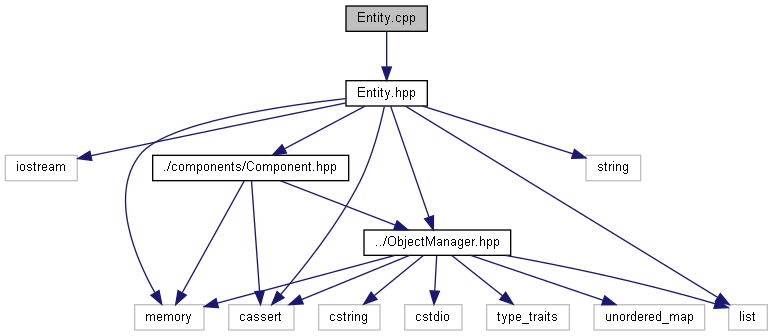 Entity.cpp
Entity.hpp
iostream
./components/Component.hpp
string
../ObjectManager.hpp
memory
cassert
cstring
cstdio
type_traits
unordered_map
list